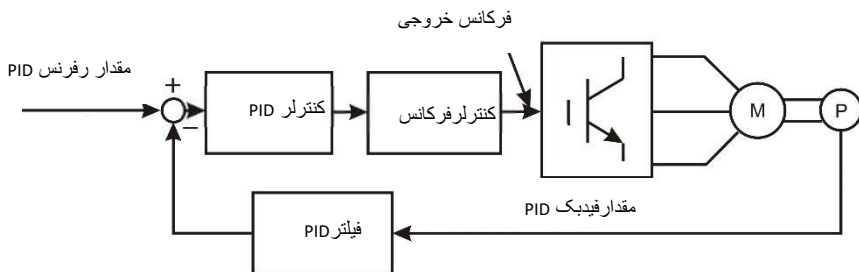 فرکانس خروجی
مقدار رفرنس PID
+
کنترلر PID
کنترلرفرکانس
M
P
−
مقدارفیدبک PID
فیلترPID